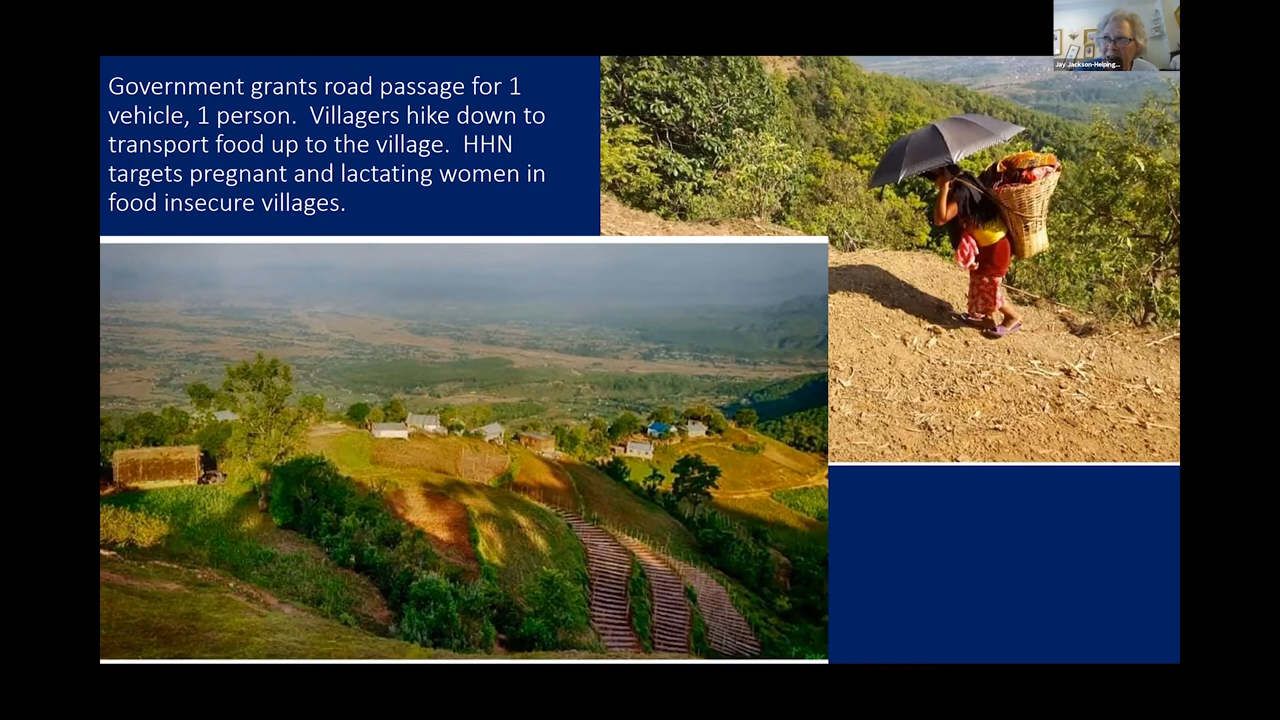 Government grants road passage for 1
vehicle, 1 person.  Villagers hike down to
transport food up to the village.  HHN
targets pregnant and lactating women in
food insecure villages.
Jay Jackson-Helping...